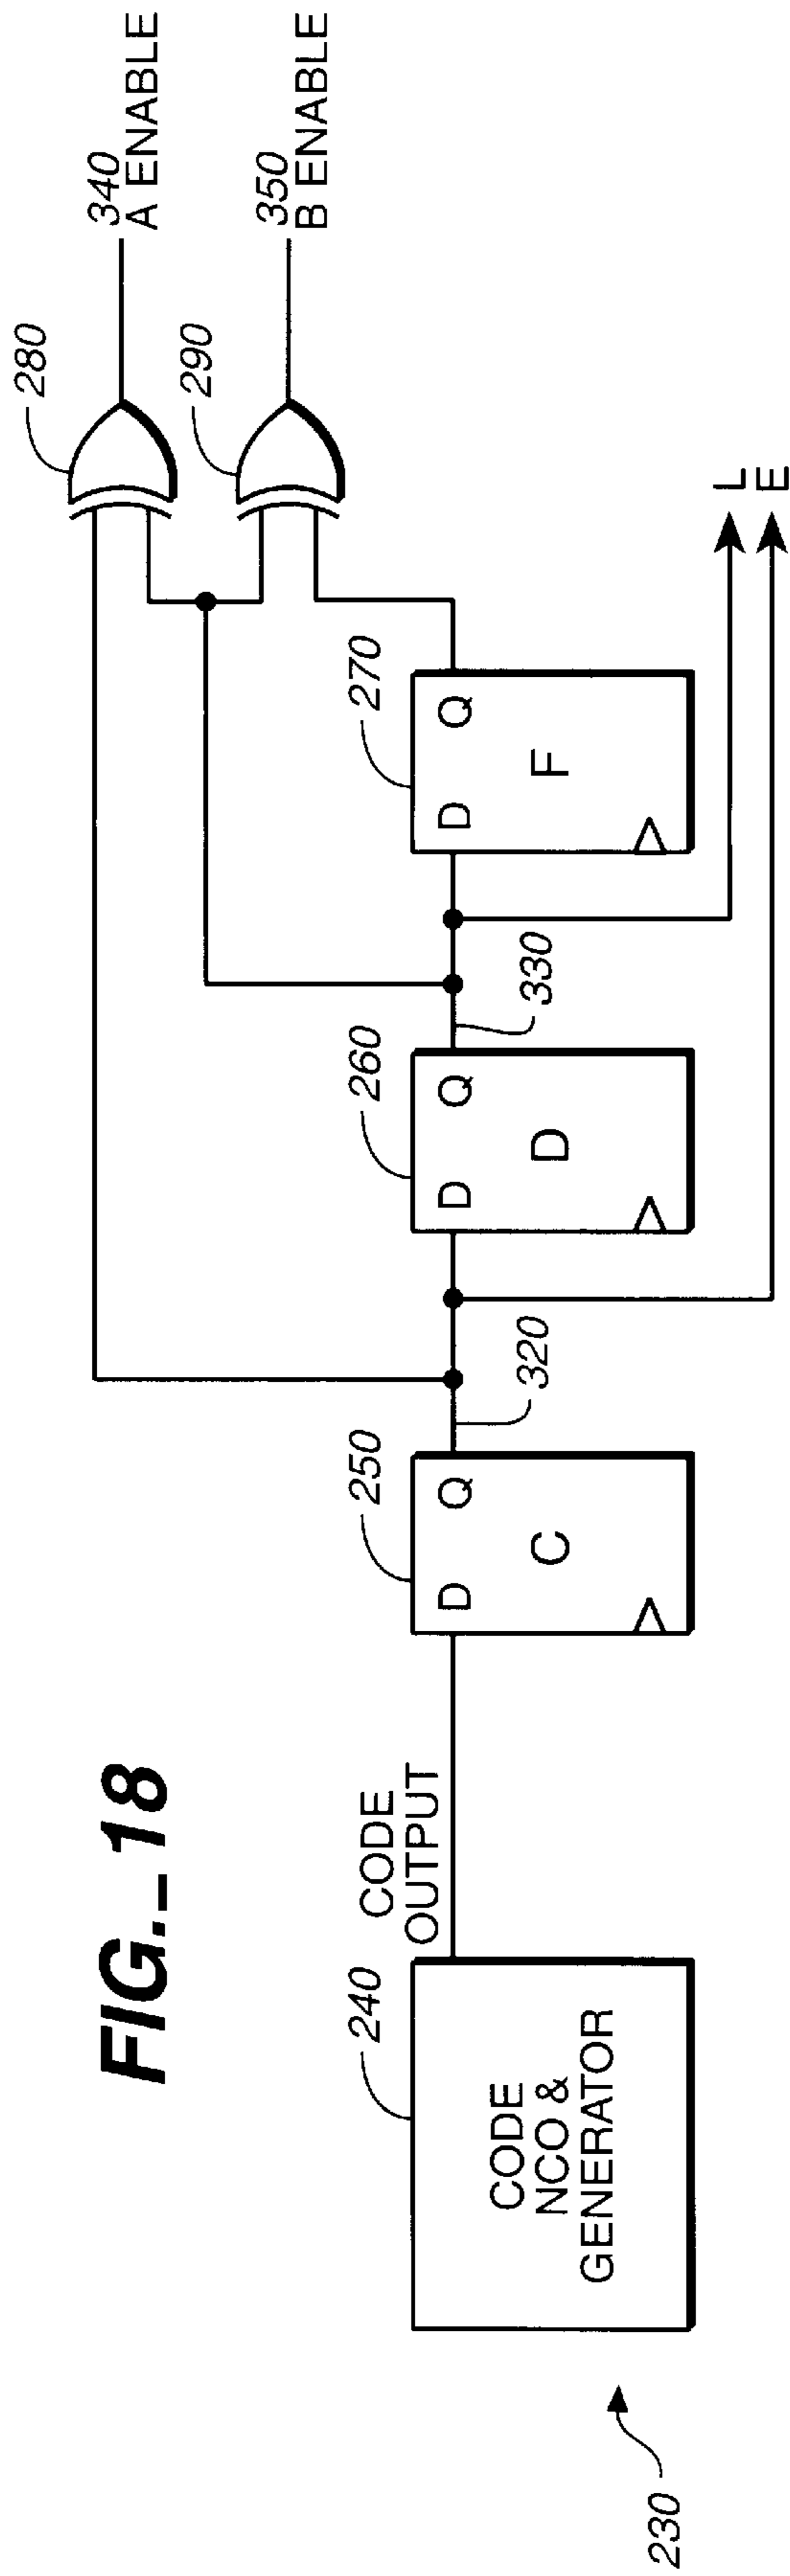 FIG._18
230
240
CODE
NCO &
GENERATOR
CODE
OUTPUT
250
D Q
C
320
260
D Q
D
330
270
D Q
F
280
290
340
A ENABLE
350
B ENABLE
L
E